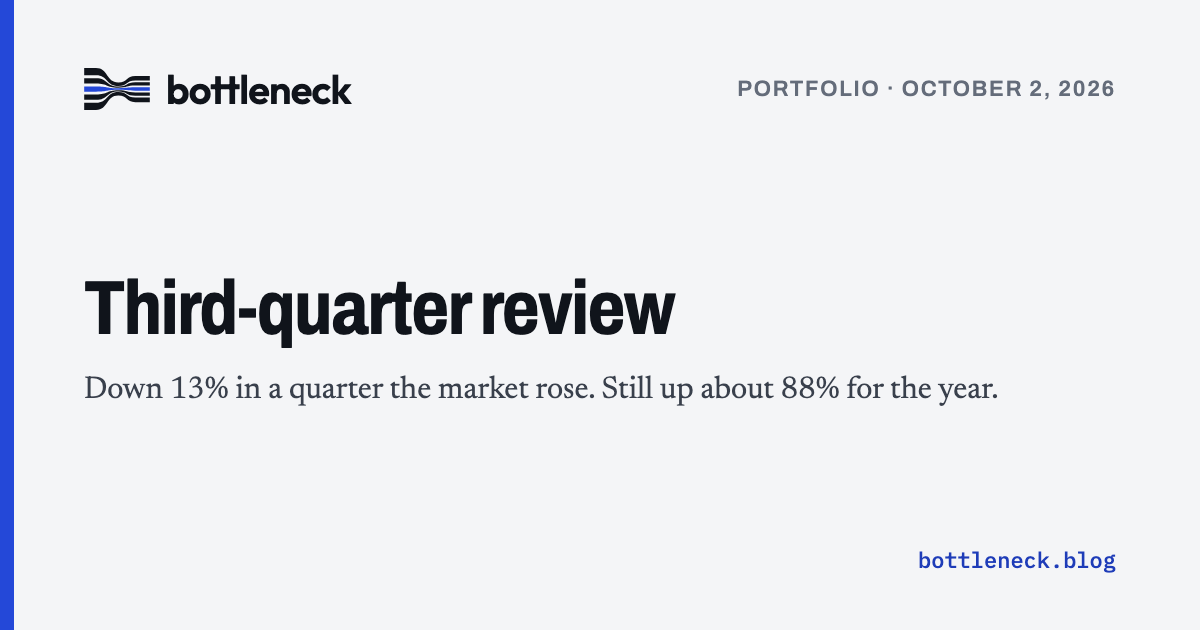 bottleneck
PORTFOLIO · OCTOBER 2, 2026
Third-quarter review
Down 13% in a quarter the market rose. Still up about 88% for the year.
bottleneck.blog